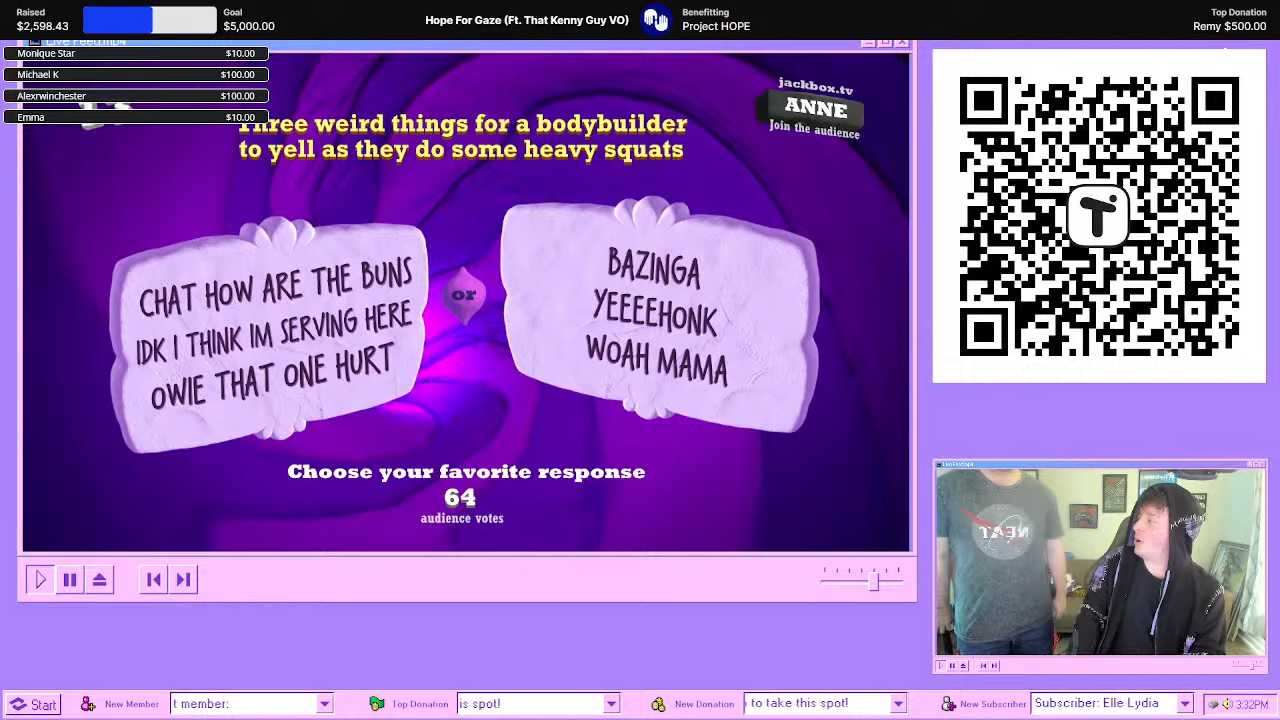 Raised
$2,598.43
Goal
$5,000.00
Hope For Gaze (Ft. That Kenny Guy VO)
Benefitting
Project HOPE
Top Donation
Remy $500.00
Live Feed.mp4
Monique Star $10.00
Michael K $100.00
Alexrwinchester $100.00
Emma $10.00
jackbox.tv
ANNE
Join the audience
Three weird things for a bodybuilder
to yell as they do some heavy squats
CHAT HOW ARE THE BUNS
IDK I THINK IM SERVING HERE
OWIE THAT ONE HURT
or
BAZINGA
YEEEEHONK
WOAH MAMA
Choose your favorite response
64
audience votes
T
NEAT
Start
New Member
t member:
Top Donation
is spot!
New Donation
to take this spot!
New Subscriber
Subscriber: Elle Lydia
3:32PM